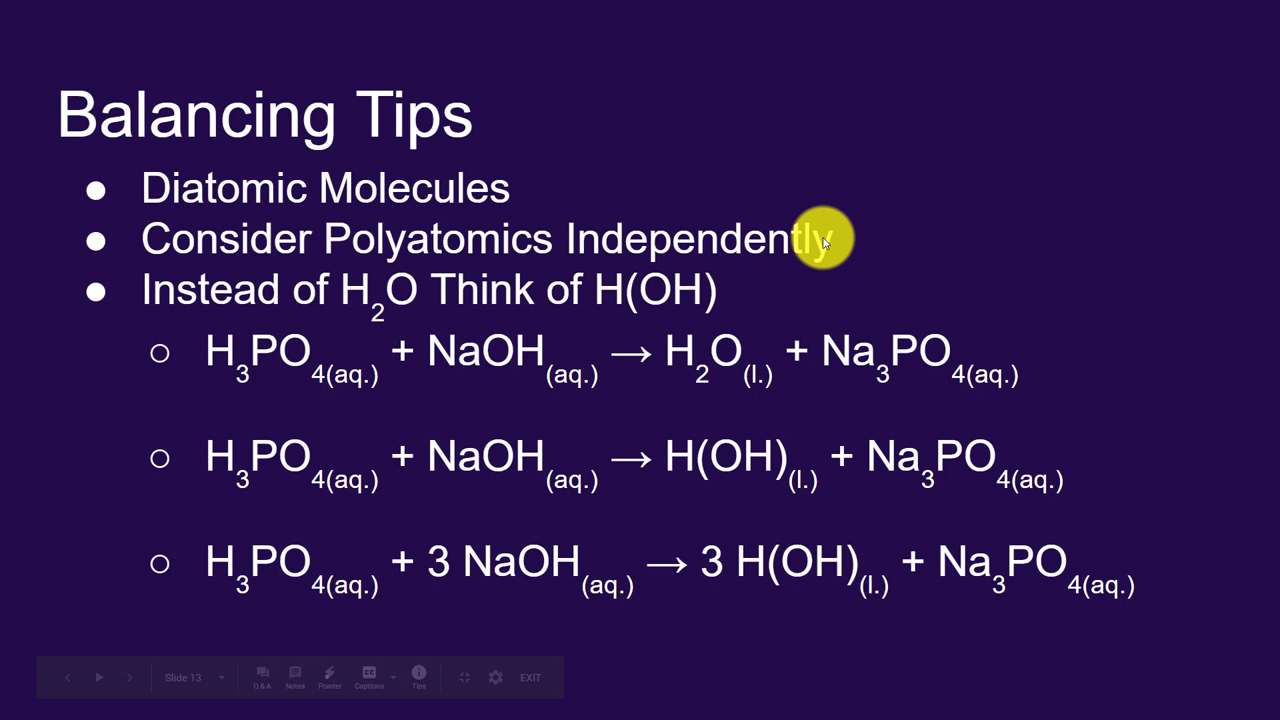 Balancing Tips
● Diatomic Molecules
● Consider Polyatomics Independently
● Instead of H₂O Think of H(OH)
○ H₃PO₄(aq.) + NaOH(aq.) → H₂O(l.) + Na₃PO₄(aq.)
○ H₃PO₄(aq.) + NaOH(aq.) → H(OH)(l.) + Na₃PO₄(aq.)
○ H₃PO₄(aq.) + 3 NaOH(aq.) → 3 H(OH)(l.) + Na₃PO₄(aq.)
Slide 13 Q & A Notes Pointer CC Captions Tips EXIT